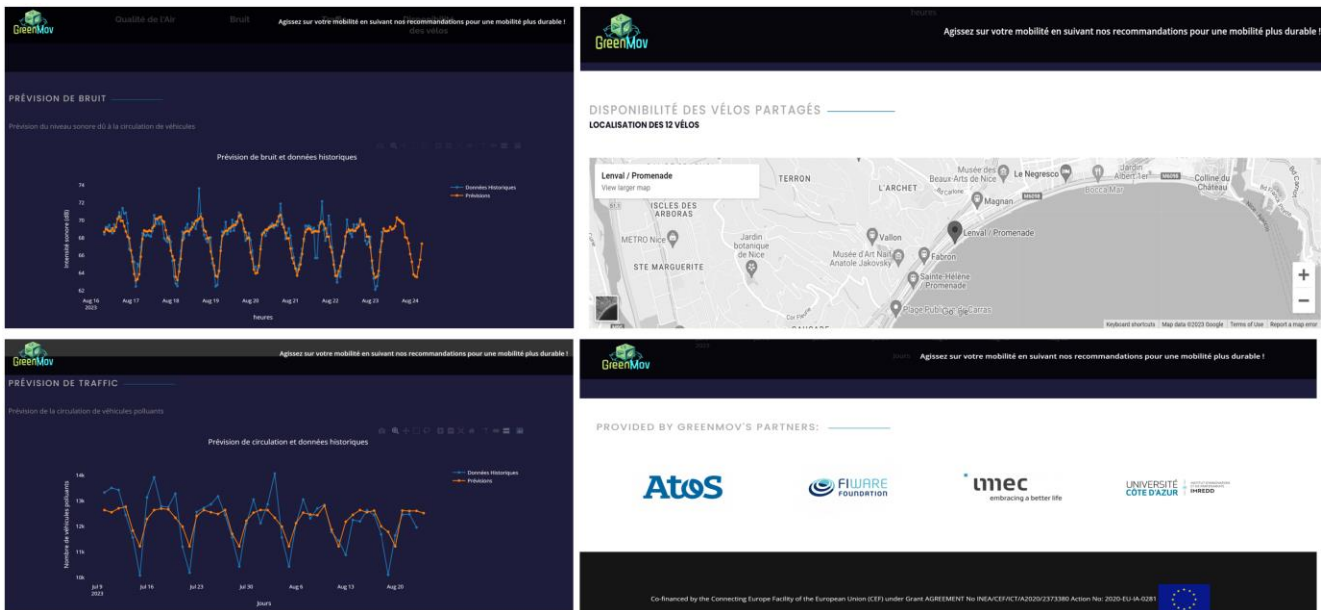 GreenMov
Qualité de l'Air
Bruit
des vélos
Agissez sur votre mobilité en suivant nos recommandations pour une mobilité plus durable !
PRÉVISION DE BRUIT
Prévision du niveau sonore dû à la circulation de véhicules
Prévision de bruit et données historiques
Données Historiques
Prévisions
Intensité sonore (dB)
74
72
70
68
66
64
62
Aug 16
2023
Aug 17
Aug 18
Aug 19
Aug 20
Aug 21
Aug 22
Aug 23
Aug 24
heures
GreenMov
heures
Agissez sur votre mobilité en suivant nos recommandations pour une mobilité plus durable !
DISPONIBILITÉ DES VÉLOS PARTAGÉS
LOCALISATION DES 12 VÉLOS
Lenval / Promenade
View larger map
TERRON
L'ARCHET
Musée des
Beaux-Arts de Nice
Le Negresco
Jardin
Albert 1er
Colline du
Château
Bocca Mar
Magnan
ISCLES DES
ARBORAS
METRO Nice
STE MARGUERITE
Jardin
botanique
de Nice
Vallon
Musée d'Art Naïf
Anatole Jakovsky
Lenval / Promenade
Fabron
Sainte-Hélène
Promenade
Plage Publique de Carras
Keyboard shortcuts
Map data ©2023 Google
Terms of Use
Report a map error
GreenMov
Agissez sur votre mobilité en suivant nos recommandations pour une mobilité plus durable !
PRÉVISION DE TRAFFIC
Prévision de la circulation de véhicules polluants
Prévision de circulation et données historiques
Données Historiques
Prévisions
Nombre de véhicules polluants
14k
13k
12k
11k
10k
Jul 9
2023
Jul 16
Jul 23
Jul 30
Aug 6
Aug 13
Aug 20
Jours
GreenMov
Jours
Agissez sur votre mobilité en suivant nos recommandations pour une mobilité plus durable !
PROVIDED BY GREENMOV'S PARTNERS:
Atos
FIWARE
FOUNDATION
imec
embracing a better life
UNIVERSITÉ
CÔTE D'AZUR
IMREDD
Co-financed by the Connecting Europe Facility of the European Union (CEF) under Grant AGREEMENT No INEA/CEF/ICT/A2020/2373380 Action No: 2020-EU-IA-0281